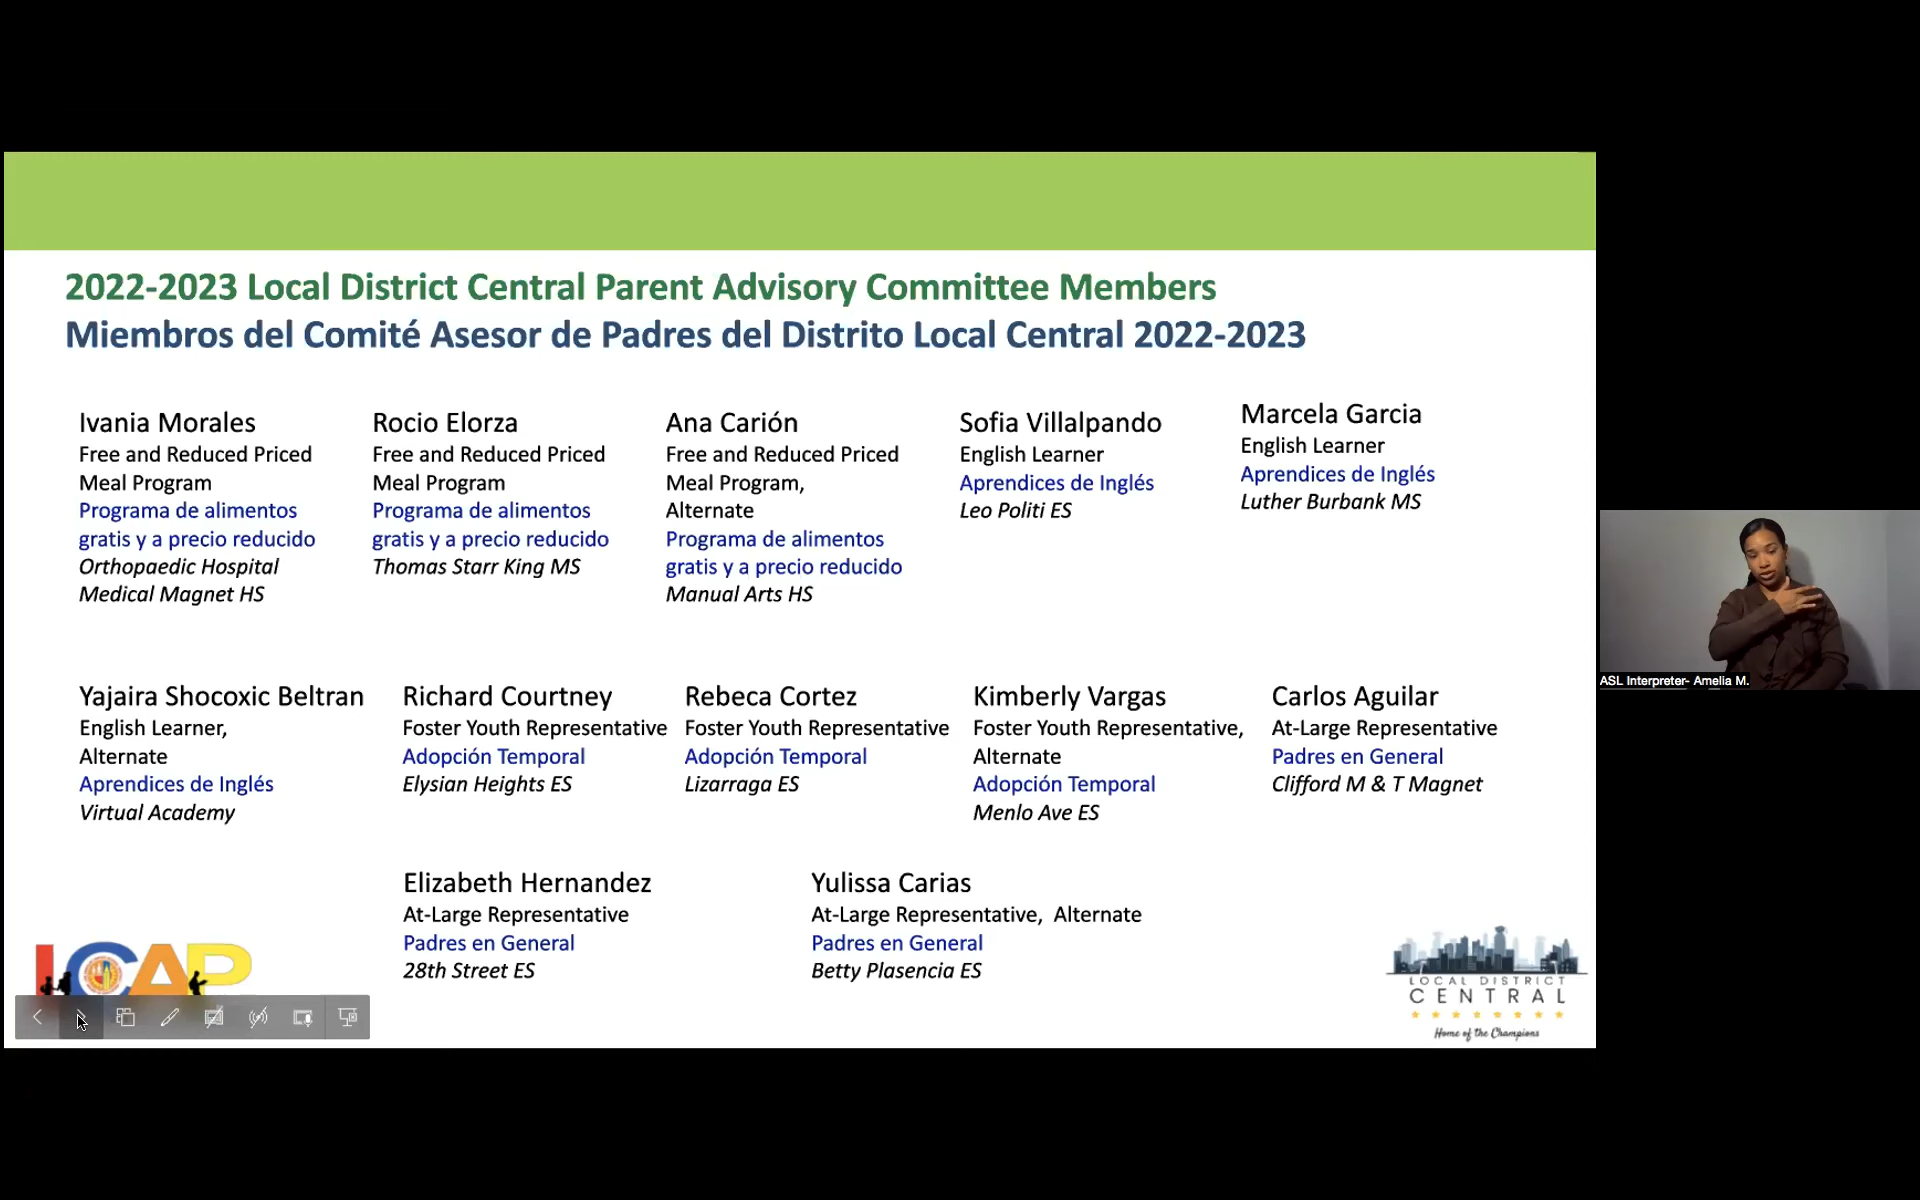 2022-2023 Local District Central Parent Advisory Committee Members
Miembros del Comité Asesor de Padres del Distrito Local Central 2022-2023
Ivania Morales
Free and Reduced Priced
Meal Program
Programa de alimentos
gratis y a precio reducido
Orthopaedic Hospital
Medical Magnet HS
Rocio Elorza
Free and Reduced Priced
Meal Program
Programa de alimentos
gratis y a precio reducido
Thomas Starr King MS
Ana Carión
Free and Reduced Priced
Meal Program,
Alternate
Programa de alimentos
gratis y a precio reducido
Manual Arts HS
Sofia Villalpando
English Learner
Aprendices de Inglés
Leo Politi ES
Marcela Garcia
English Learner
Aprendices de Inglés
Luther Burbank MS
Yajaira Shocoxic Beltran
English Learner,
Alternate
Aprendices de Inglés
Virtual Academy
Richard Courtney
Foster Youth Representative
Adopción Temporal
Elysian Heights ES
Rebeca Cortez
Foster Youth Representative
Adopción Temporal
Lizarraga ES
Kimberly Vargas
Foster Youth Representative,
Alternate
Adopción Temporal
Menlo Ave ES
Carlos Aguilar
At-Large Representative
Padres en General
Clifford M & T Magnet
Elizabeth Hernandez
At-Large Representative
Padres en General
28th Street ES
Yulissa Carias
At-Large Representative, Alternate
Padres en General
Betty Plasencia ES
LCAP
LOCAL DISTRICT
CENTRAL
Home of the Champions
ASL Interpreter- Amelia M.